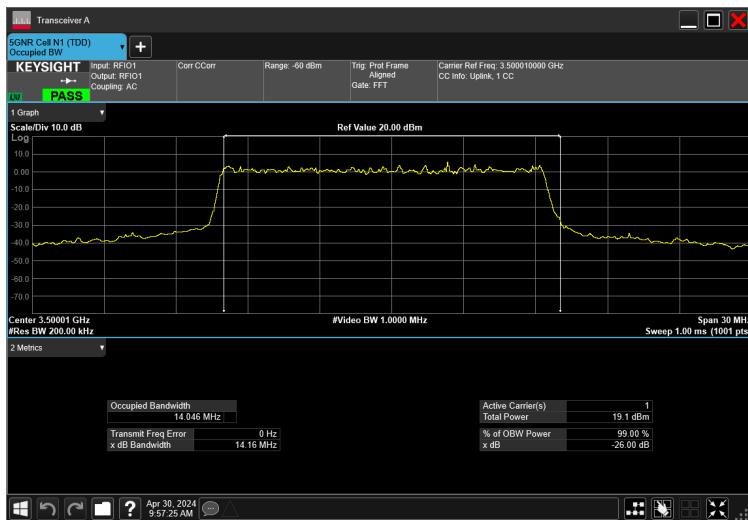 Transceiver A
5GNR Cell N1 (TDD)
Occupied BW
+
KEYSIGHT
Input: RFIO1
Output: RFIO1
Coupling: AC
Corr CCorr
Range: -60 dBm
Trig: Prot Frame
Aligned
Gate: FFT
Carrier Ref Freq: 3.500010000 GHz
CC Info: Uplink, 1 CC
LXI
PASS
1 Graph
Scale/Div 10.0 dB
Ref Value 20.00 dBm
Log
10.0
0.00
-10.0
-20.0
-30.0
-40.0
-50.0
-60.0
-70.0
Center 3.50001 GHz
#Video BW 1.0000 MHz
Span 30 MH
#Res BW 200.00 kHz
Sweep 1.00 ms (1001 pts
2 Metrics
Occupied Bandwidth
14.046 MHz
Active Carrier(s) 1
Total Power 19.1 dBm
Transmit Freq Error 0 Hz
x dB Bandwidth 14.16 MHz
% of OBW Power 99.00 %
x dB -26.00 dB
?
Apr 30, 2024
9:57:25 AM